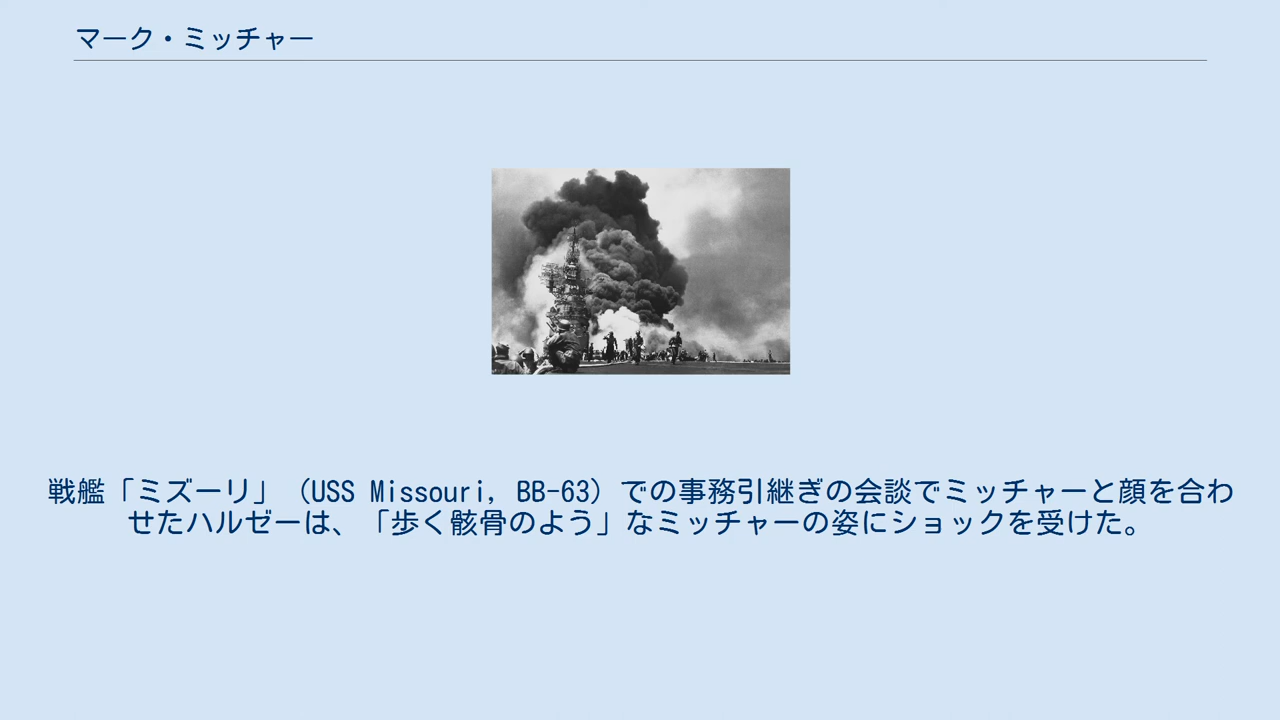 マーク・ミッチャー
戦艦「ミズーリ」（USS Missouri, BB-63）での事務引継ぎの会談でミッチャーと顔を合わ
せたハルゼーは、「歩く骸骨のよう」なミッチャーの姿にショックを受けた。